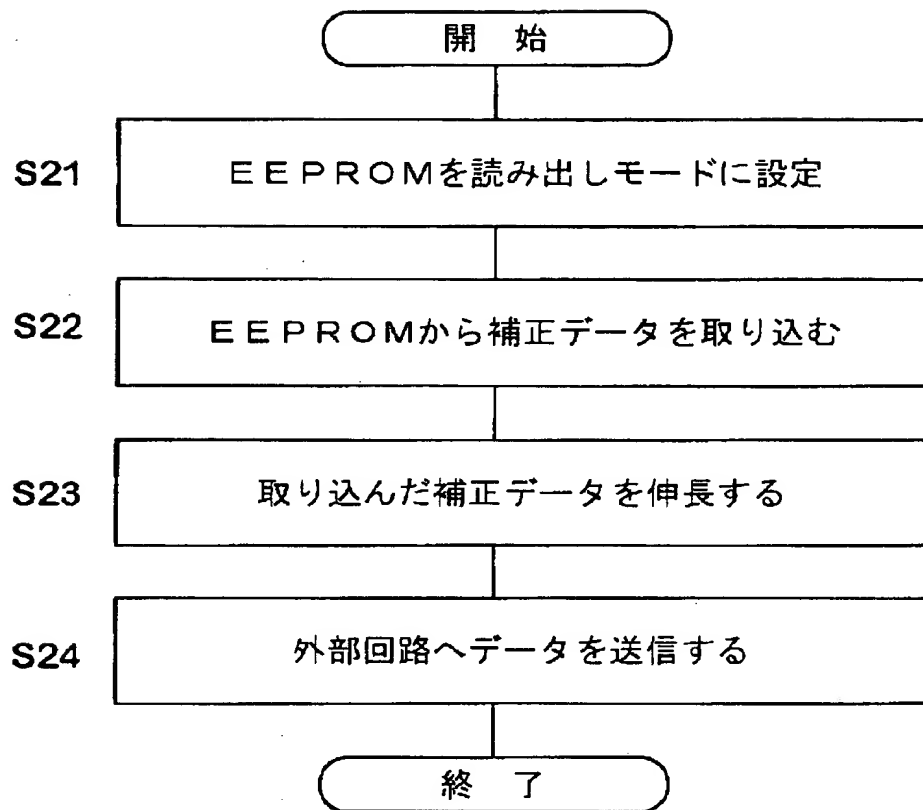 開 始
S21 EEPROMを読み出しモードに設定
S22 EEPROMから補正データを取り込む
S23 取り込んだ補正データを伸長する
S24 外部回路へデータを送信する
終 了